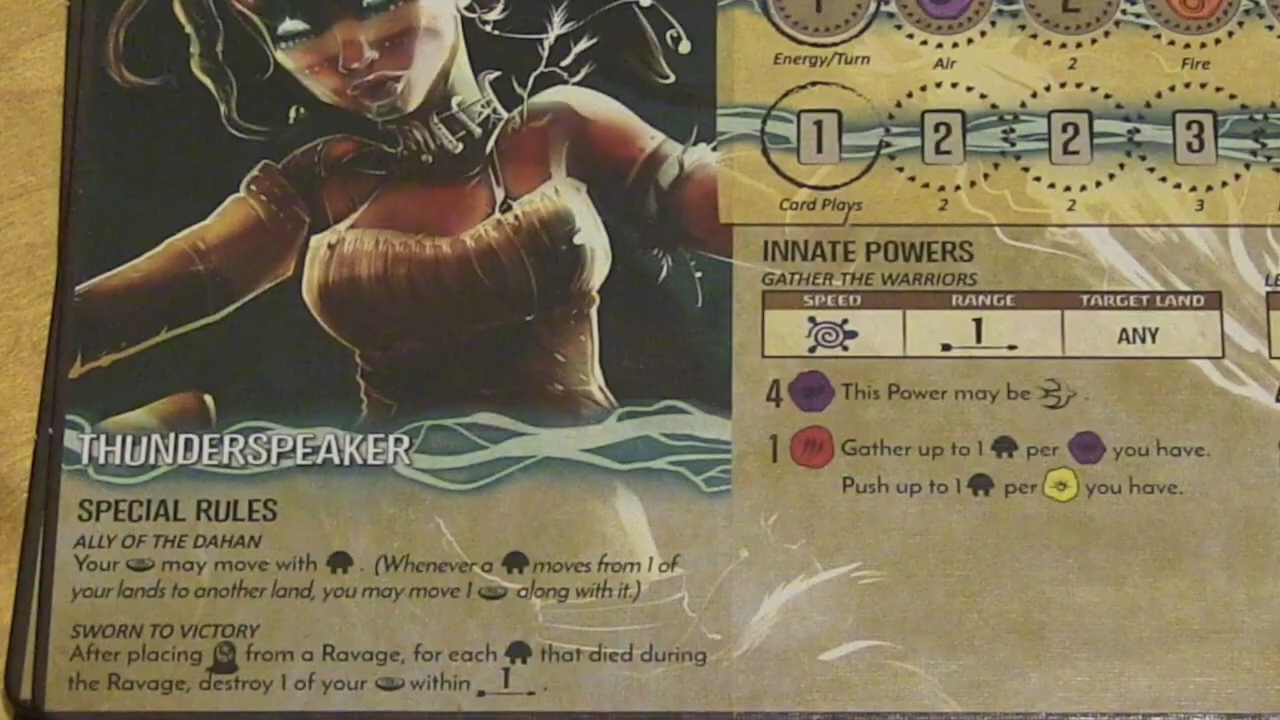 1 2
Energy/Turn Air 2 Fire
1 2 2 3
Card Plays 2 2 3
INNATE POWERS
GATHER THE WARRIORS
SPEED RANGE TARGET LAND
1 ANY
4 This Power may be .
1 Gather up to 1 per you have.
Push up to 1 per you have.
THUNDERSPEAKER
SPECIAL RULES
ALLY OF THE DAHAN
Your may move with . (Whenever a moves from 1 of
your lands to another land, you may move 1 along with it.)
SWORN TO VICTORY
After placing from a Ravage, for each that died during
the Ravage, destroy 1 of your within 1 .